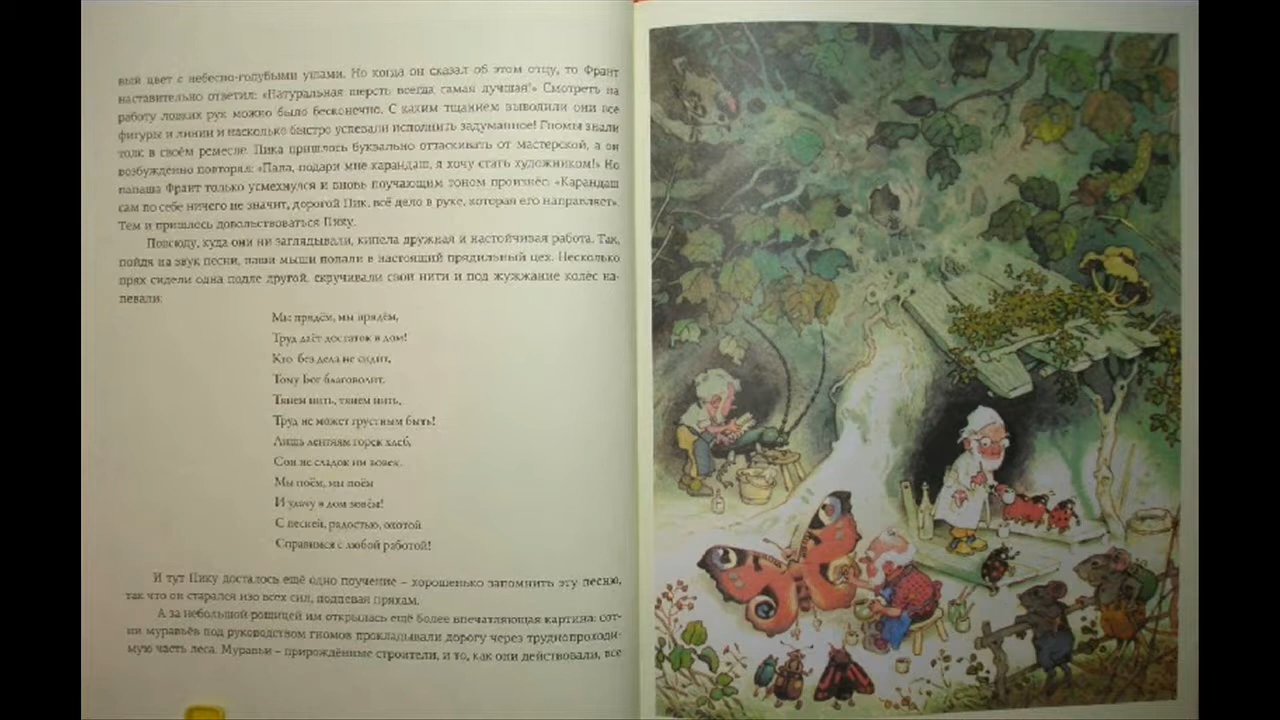 вый цвет с небесно-голубыми ушами. Но когда он сказал об этом отцу, то Франт
наставительно ответил: «Натуральная шерсть всегда самая лучшая!» Смотреть на
работу ловких рук можно было бесконечно. С каким тщанием выводили они все
фигуры и линии и насколько быстро успевали исполнить задуманное! Гномы знали
толк в своём ремесле. Пика пришлось буквально оттаскивать от мастерской, а он
возбуждённо повторял: «Папа, подари мне карандаш, я хочу стать художником!» Но
папаша Франт только усмехнулся и вновь поучающим тоном произнёс: «Карандаш
сам по себе ничего не значит, дорогой Пик, всё дело в руке, которая его направляет».
Тем и пришлось довольствоваться Пику.
Повсюду, куда они ни заглядывали, кипела дружная и настойчивая работа. Так,
пойдя на звук песни, наши мыши попали в настоящий прядильный цех. Несколько
прях сидели одна подле другой, скручивали свои нити и под жужжание колёс на-
певали:
Мы прядём, мы прядём,
Труд даёт достаток в дом!
Кто без дела не сидит,
Тому Бог благоволит.
Тянем нить, тянем нить,
Труд не может грустным быть!
Лишь лентяям горек хлеб,
Сон не сладок им вовек.
Мы поём, мы поём
И удачу в дом зовём!
С песней, радостью, охотой
Справимся с любой работой!
И тут Пику досталось ещё одно поучение – хорошенько запомнить эту песню,
так что он старался изо всех сил, подпевая пряхам.
А за небольшой рощицей им открылась ещё более впечатляющая картина: сот-
ни муравьёв под руководством гномов прокладывали дорогу через труднопроходи-
мую часть леса. Муравьи – прирождённые строители, и то, как они действовали, все